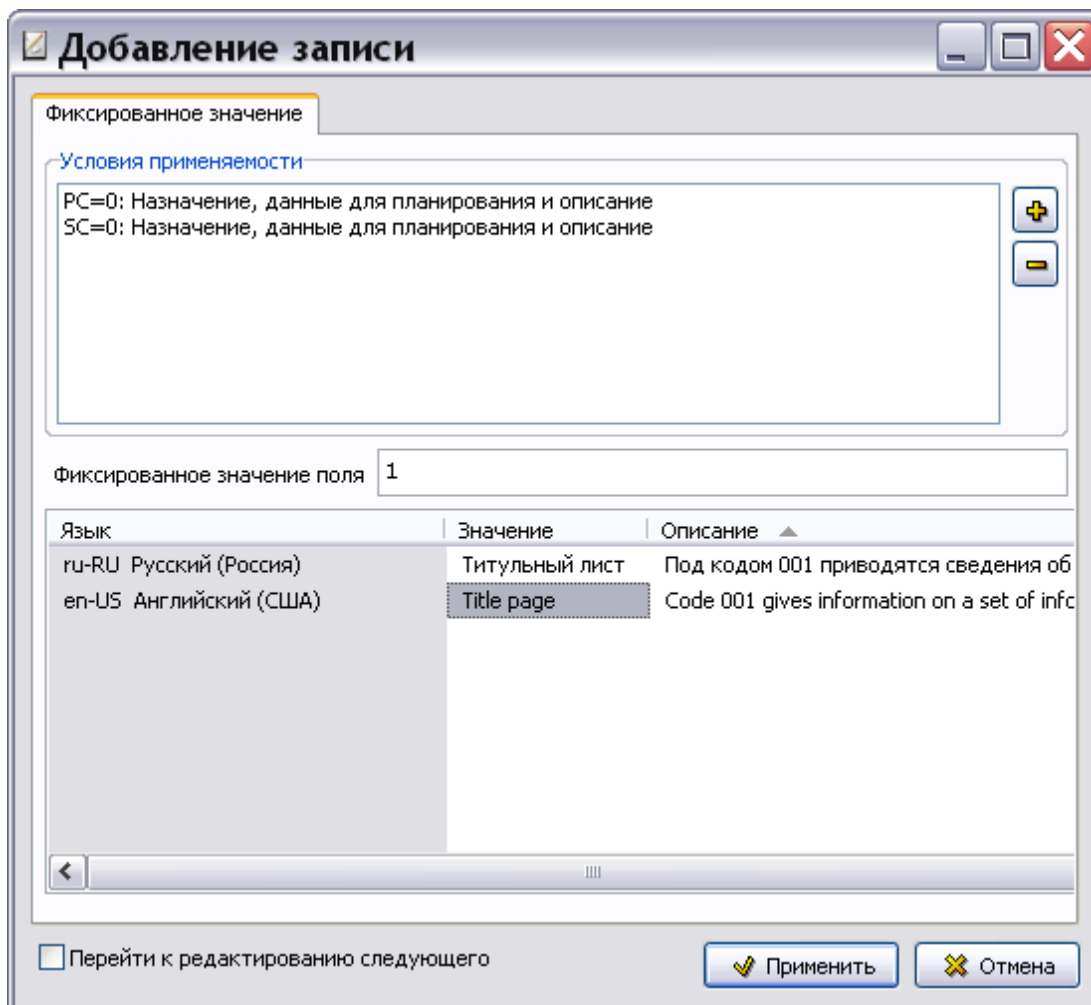 Добавление записи
Фиксированное значение
Условия применяемости
PC=0: Назначение, данные для планирования и описание
SC=0: Назначение, данные для планирования и описание
Фиксированное значение поля 1
Язык Значение Описание
ru-RU Русский (Россия) Титульный лист Под кодом 001 приводятся сведения об
en-US Английский (США) Title page Code 001 gives information on a set of
Перейти к редактированию следующего
Применить Отмена